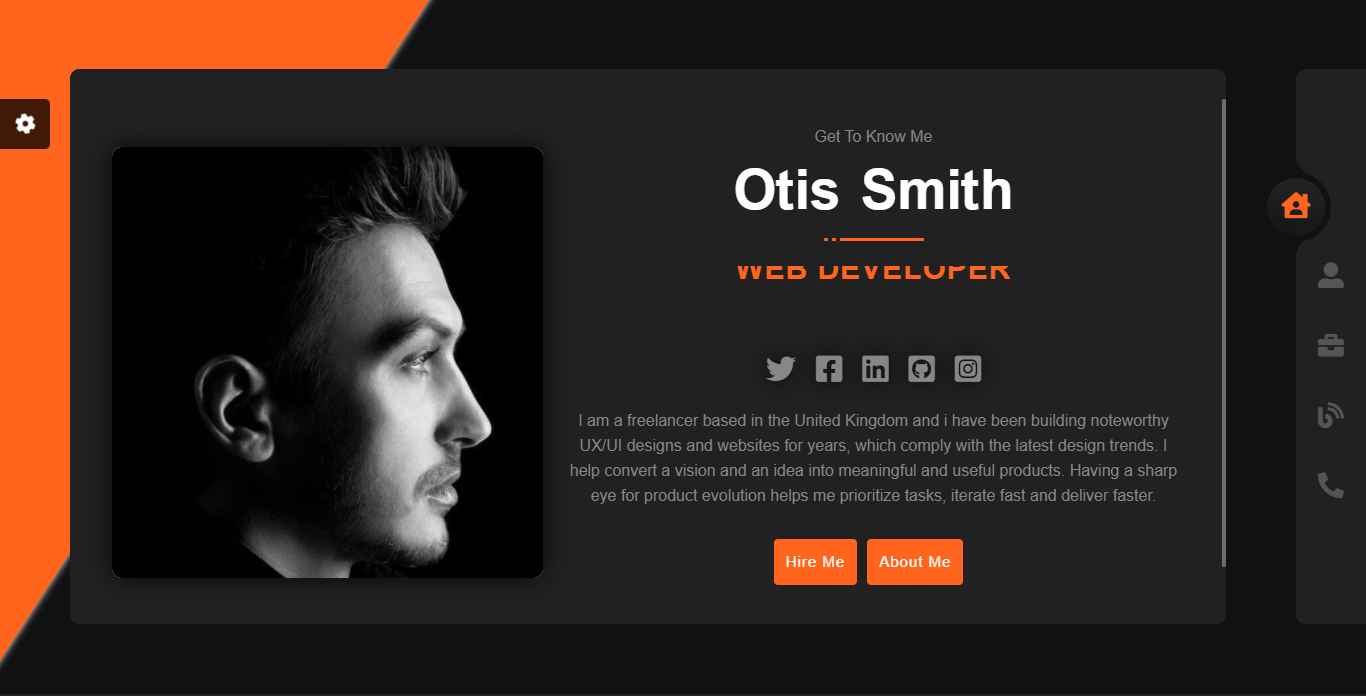 Get To Know Me
Otis Smith
WEB DEVELOPER
I am a freelancer based in the United Kingdom and i have been building noteworthy
UX/UI designs and websites for years, which comply with the latest design trends. I
help convert a vision and an idea into meaningful and useful products. Having a sharp
eye for product evolution helps me prioritize tasks, iterate fast and deliver faster.
Hire Me
About Me